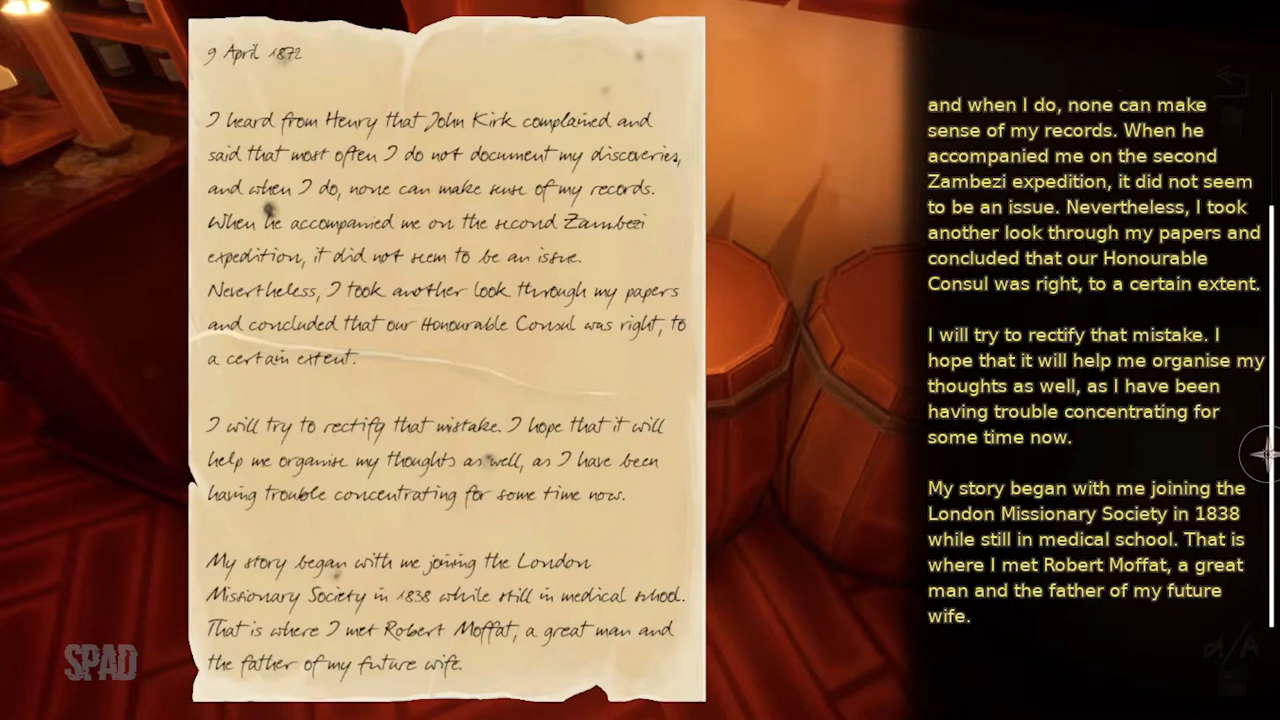 9 April 1872
I heard from Henry that John Kirk complained and
said that most often I do not document my discoveries,
and when I do, none can make sense of my records.
When he accompanied me on the second Zambezi
expedition, it did not seem to be an issue.
Nevertheless, I took another look through my papers
and concluded that our Honourable Consul was right, to
a certain extent.
I will try to rectify that mistake. I hope that it will
help me organise my thoughts as well, as I have been
having trouble concentrating for some time now.
My story began with me joining the London
Missionary Society in 1838 while still in medical school.
That is where I met Robert Moffat, a great man and
the father of my future wife.
and when I do, none can make
sense of my records. When he
accompanied me on the second
Zambezi expedition, it did not seem
to be an issue. Nevertheless, I took
another look through my papers and
concluded that our Honourable
Consul was right, to a certain extent.
I will try to rectify that mistake. I
hope that it will help me organise my
thoughts as well, as I have been
having trouble concentrating for
some time now.
My story began with me joining the
London Missionary Society in 1838
while still in medical school. That is
where I met Robert Moffat, a great
man and the father of my future
wife.
SPAD
d/A